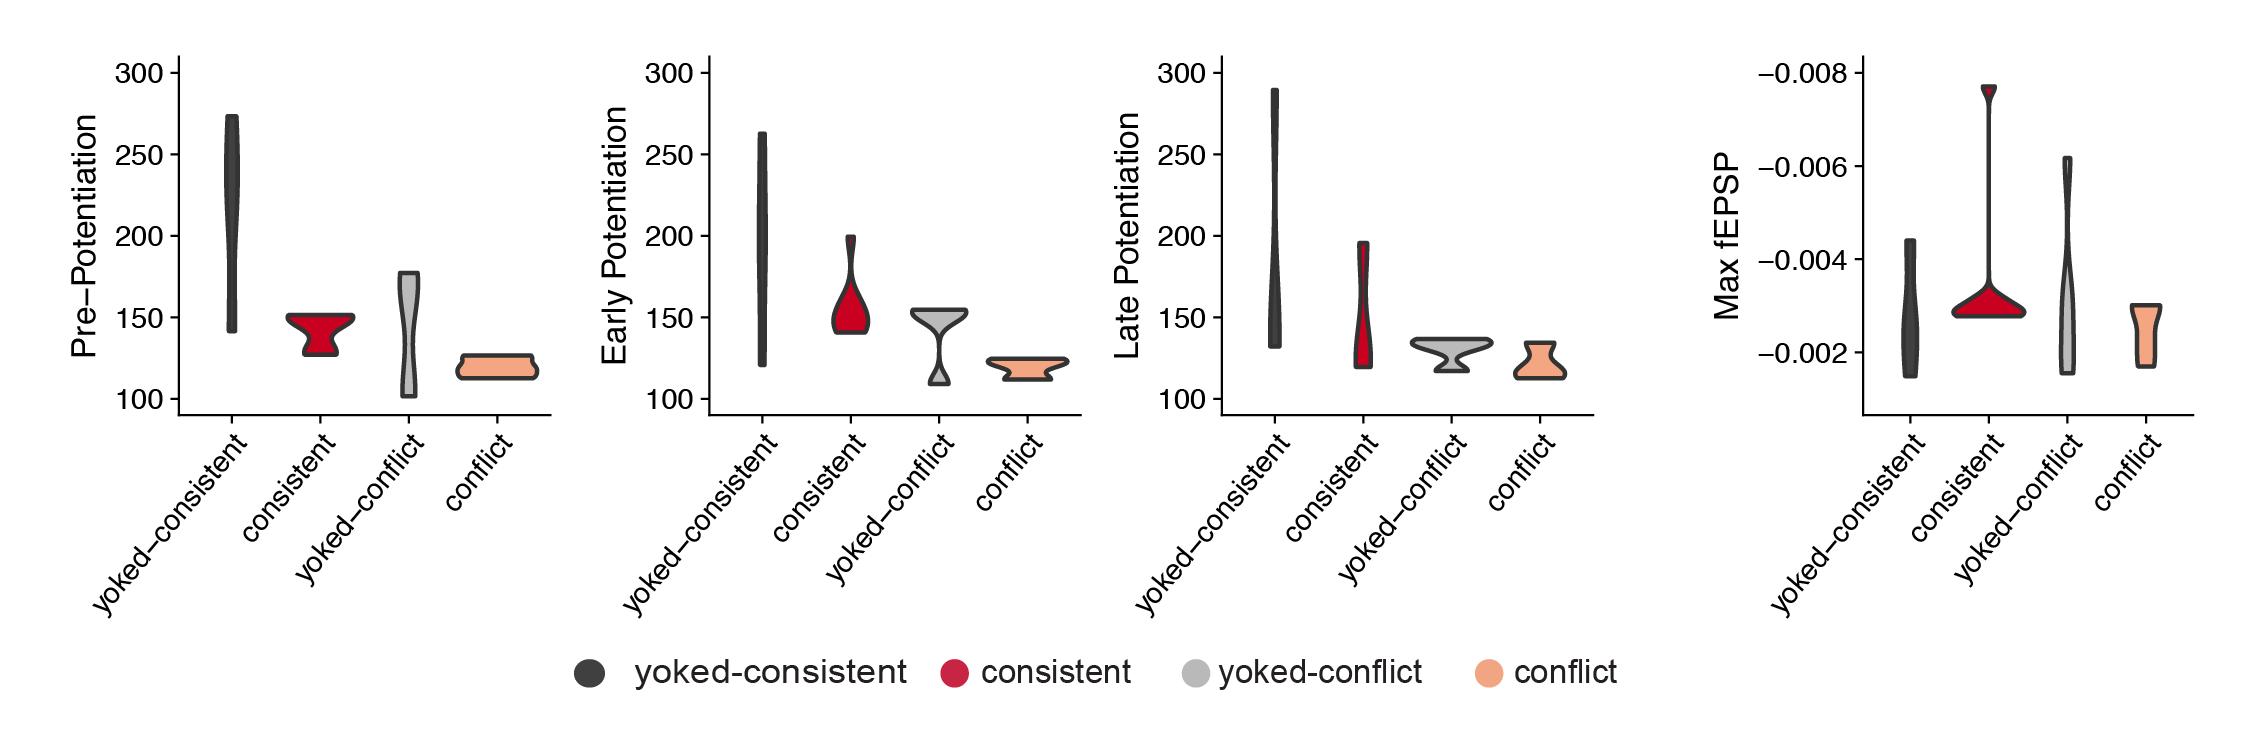 Pre−Potentiation
300
250
200
150
100
yoked−consistent
consistent
yoked−conflict
conflict
Early Potentiation
300
250
200
150
100
yoked−consistent
consistent
yoked−conflict
conflict
Late Potentiation
300
250
200
150
100
yoked−consistent
consistent
yoked−conflict
conflict
Max fEPSP
−0.008
−0.006
−0.004
−0.002
yoked−consistent
consistent
yoked−conflict
conflict
yoked-consistent consistent yoked-conflict conflict